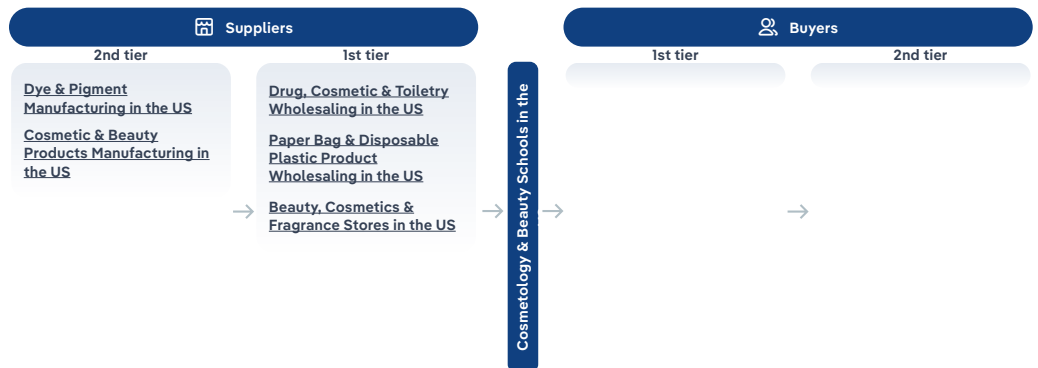 Suppliers
Buyers
2nd tier
1st tier
1st tier
2nd tier
Dye & Pigment
Manufacturing in the US
Cosmetic & Beauty
Products Manufacturing in
the US
Drug, Cosmetic & Toiletry
Wholesaling in the US
Paper Bag & Disposable
Plastic Product
Wholesaling in the US
Beauty, Cosmetics &
Fragrance Stores in the US
Cosmetology & Beauty Schools in the